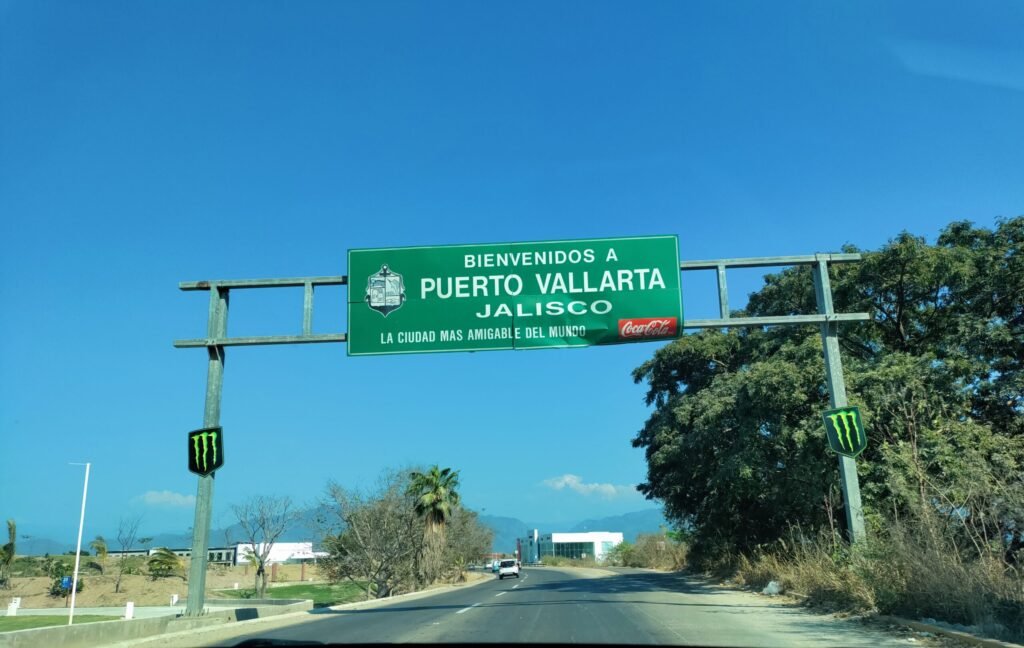 BIENVENIDOS A
PUERTO VALLARTA
JALISCO
LA CIUDAD MAS AMIGABLE DEL MUNDO
Coca-Cola